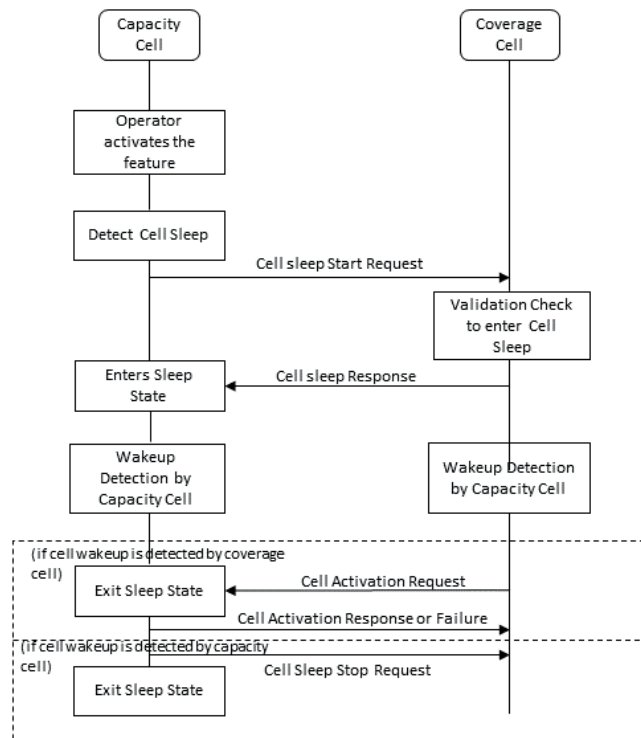 Capacity
Cell
Coverage
Cell
Operator
activates the
feature
Detect Cell Sleep
Cell sleep Start Request
Validation Check
to enter Cell
Sleep
Enters Sleep
State
Cell sleep Response
Wakeup
Detection by
Capacity Cell
Wakeup Detection
by Capacity Cell
(if cell wakeup is detected by coverage
cell)
Cell Activation Request
Exit Sleep State
Cell Activation Response or Failure
(if cell wakeup is detected by capacity
cell)
Cell Sleep Stop Request
Exit Sleep State